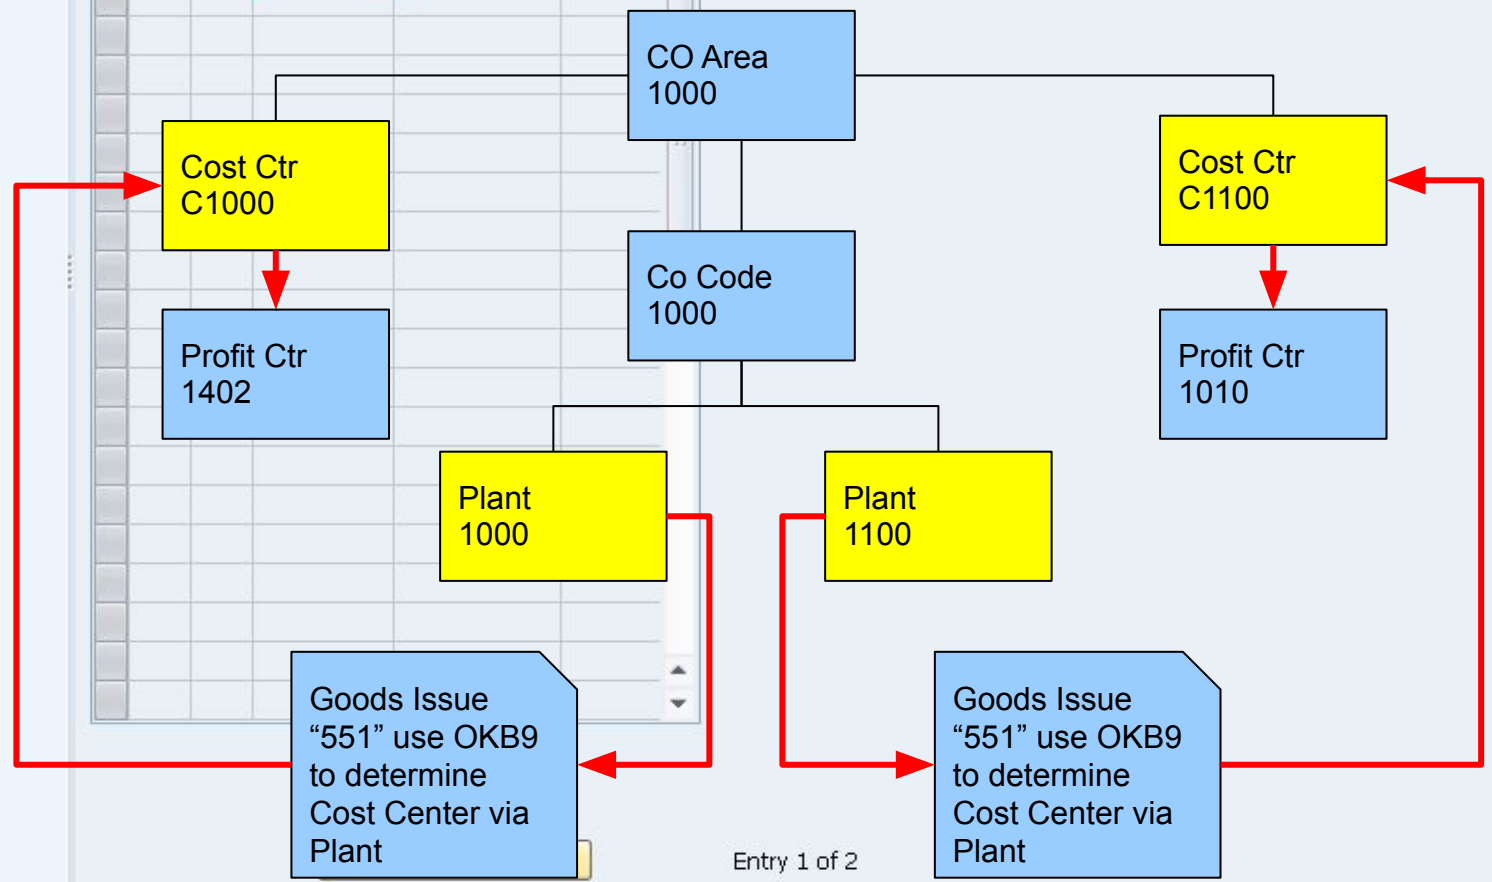 CO Area
1000
Cost Ctr
C1000
Cost Ctr
C1100
Co Code
1000
Profit Ctr
1402
Profit Ctr
1010
Plant
1000
Plant
1100
Goods Issue
“551” use OKB9
to determine
Cost Center via
Plant
Goods Issue
“551” use OKB9
to determine
Cost Center via
Plant
Entry 1 of 2